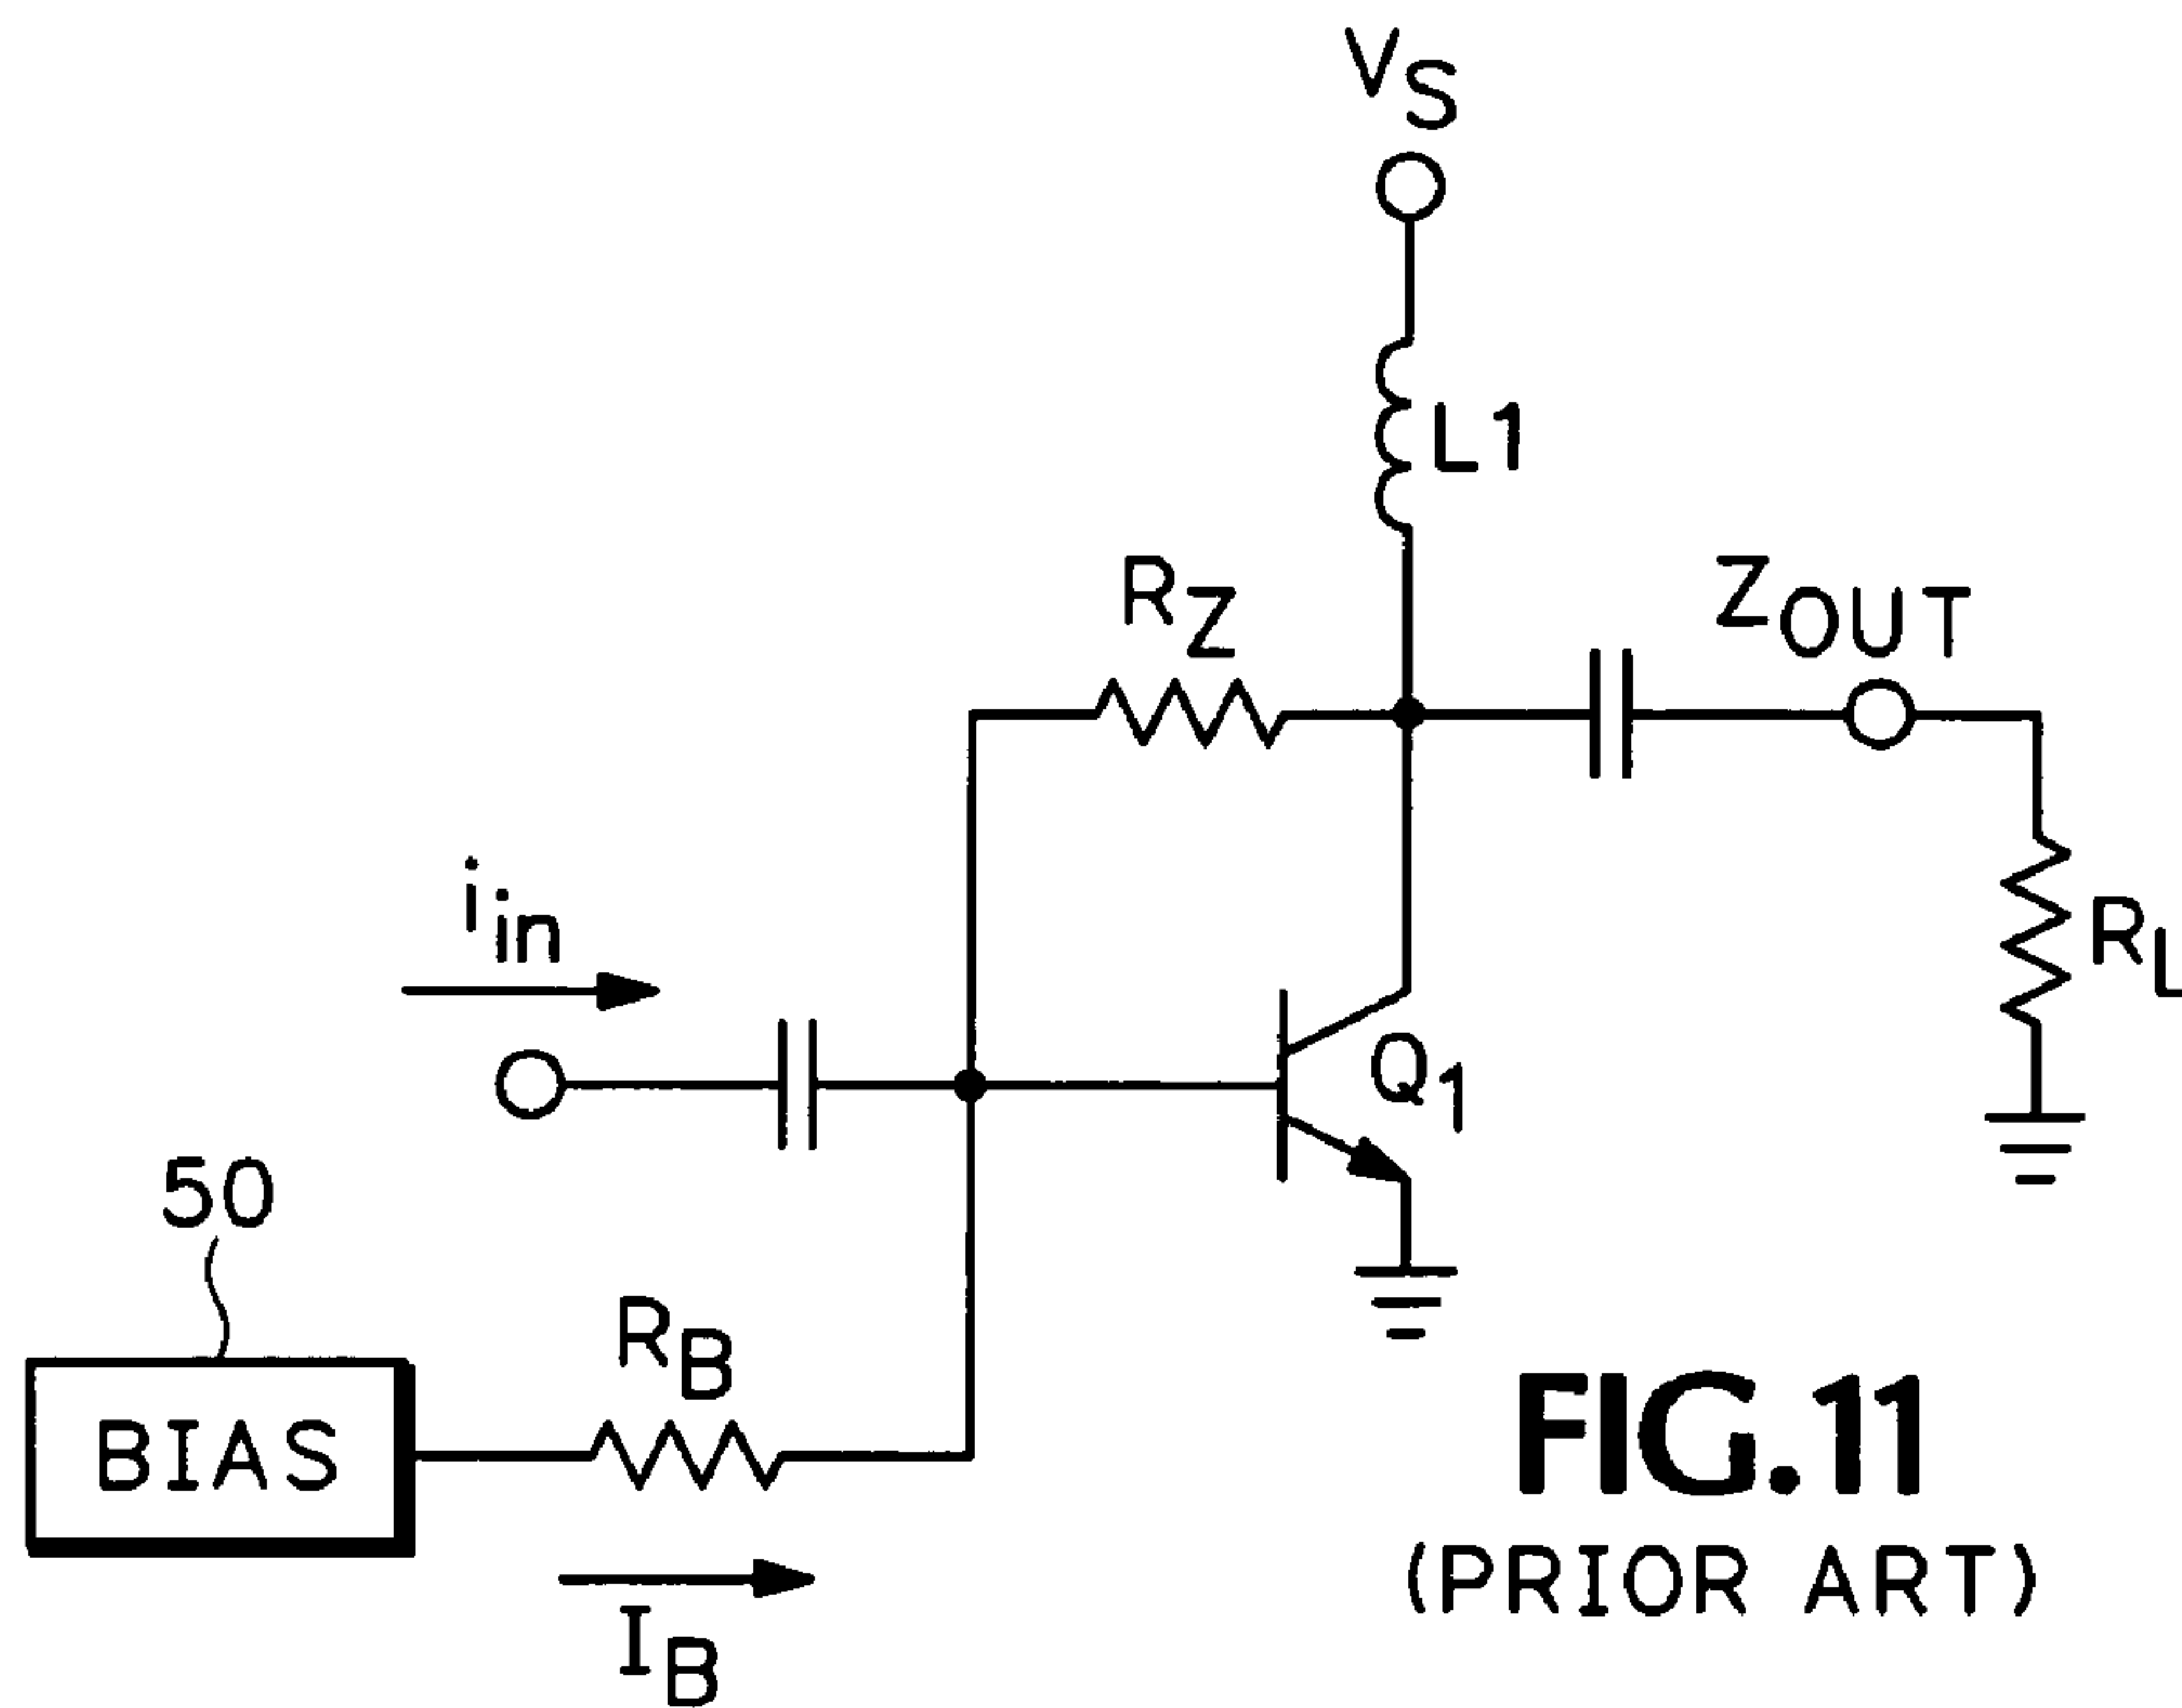 VS
L1
RZ
ZOUT
iin
RL
Q1
50
RB
BIAS
IB
FIG.11
(PRIOR ART)